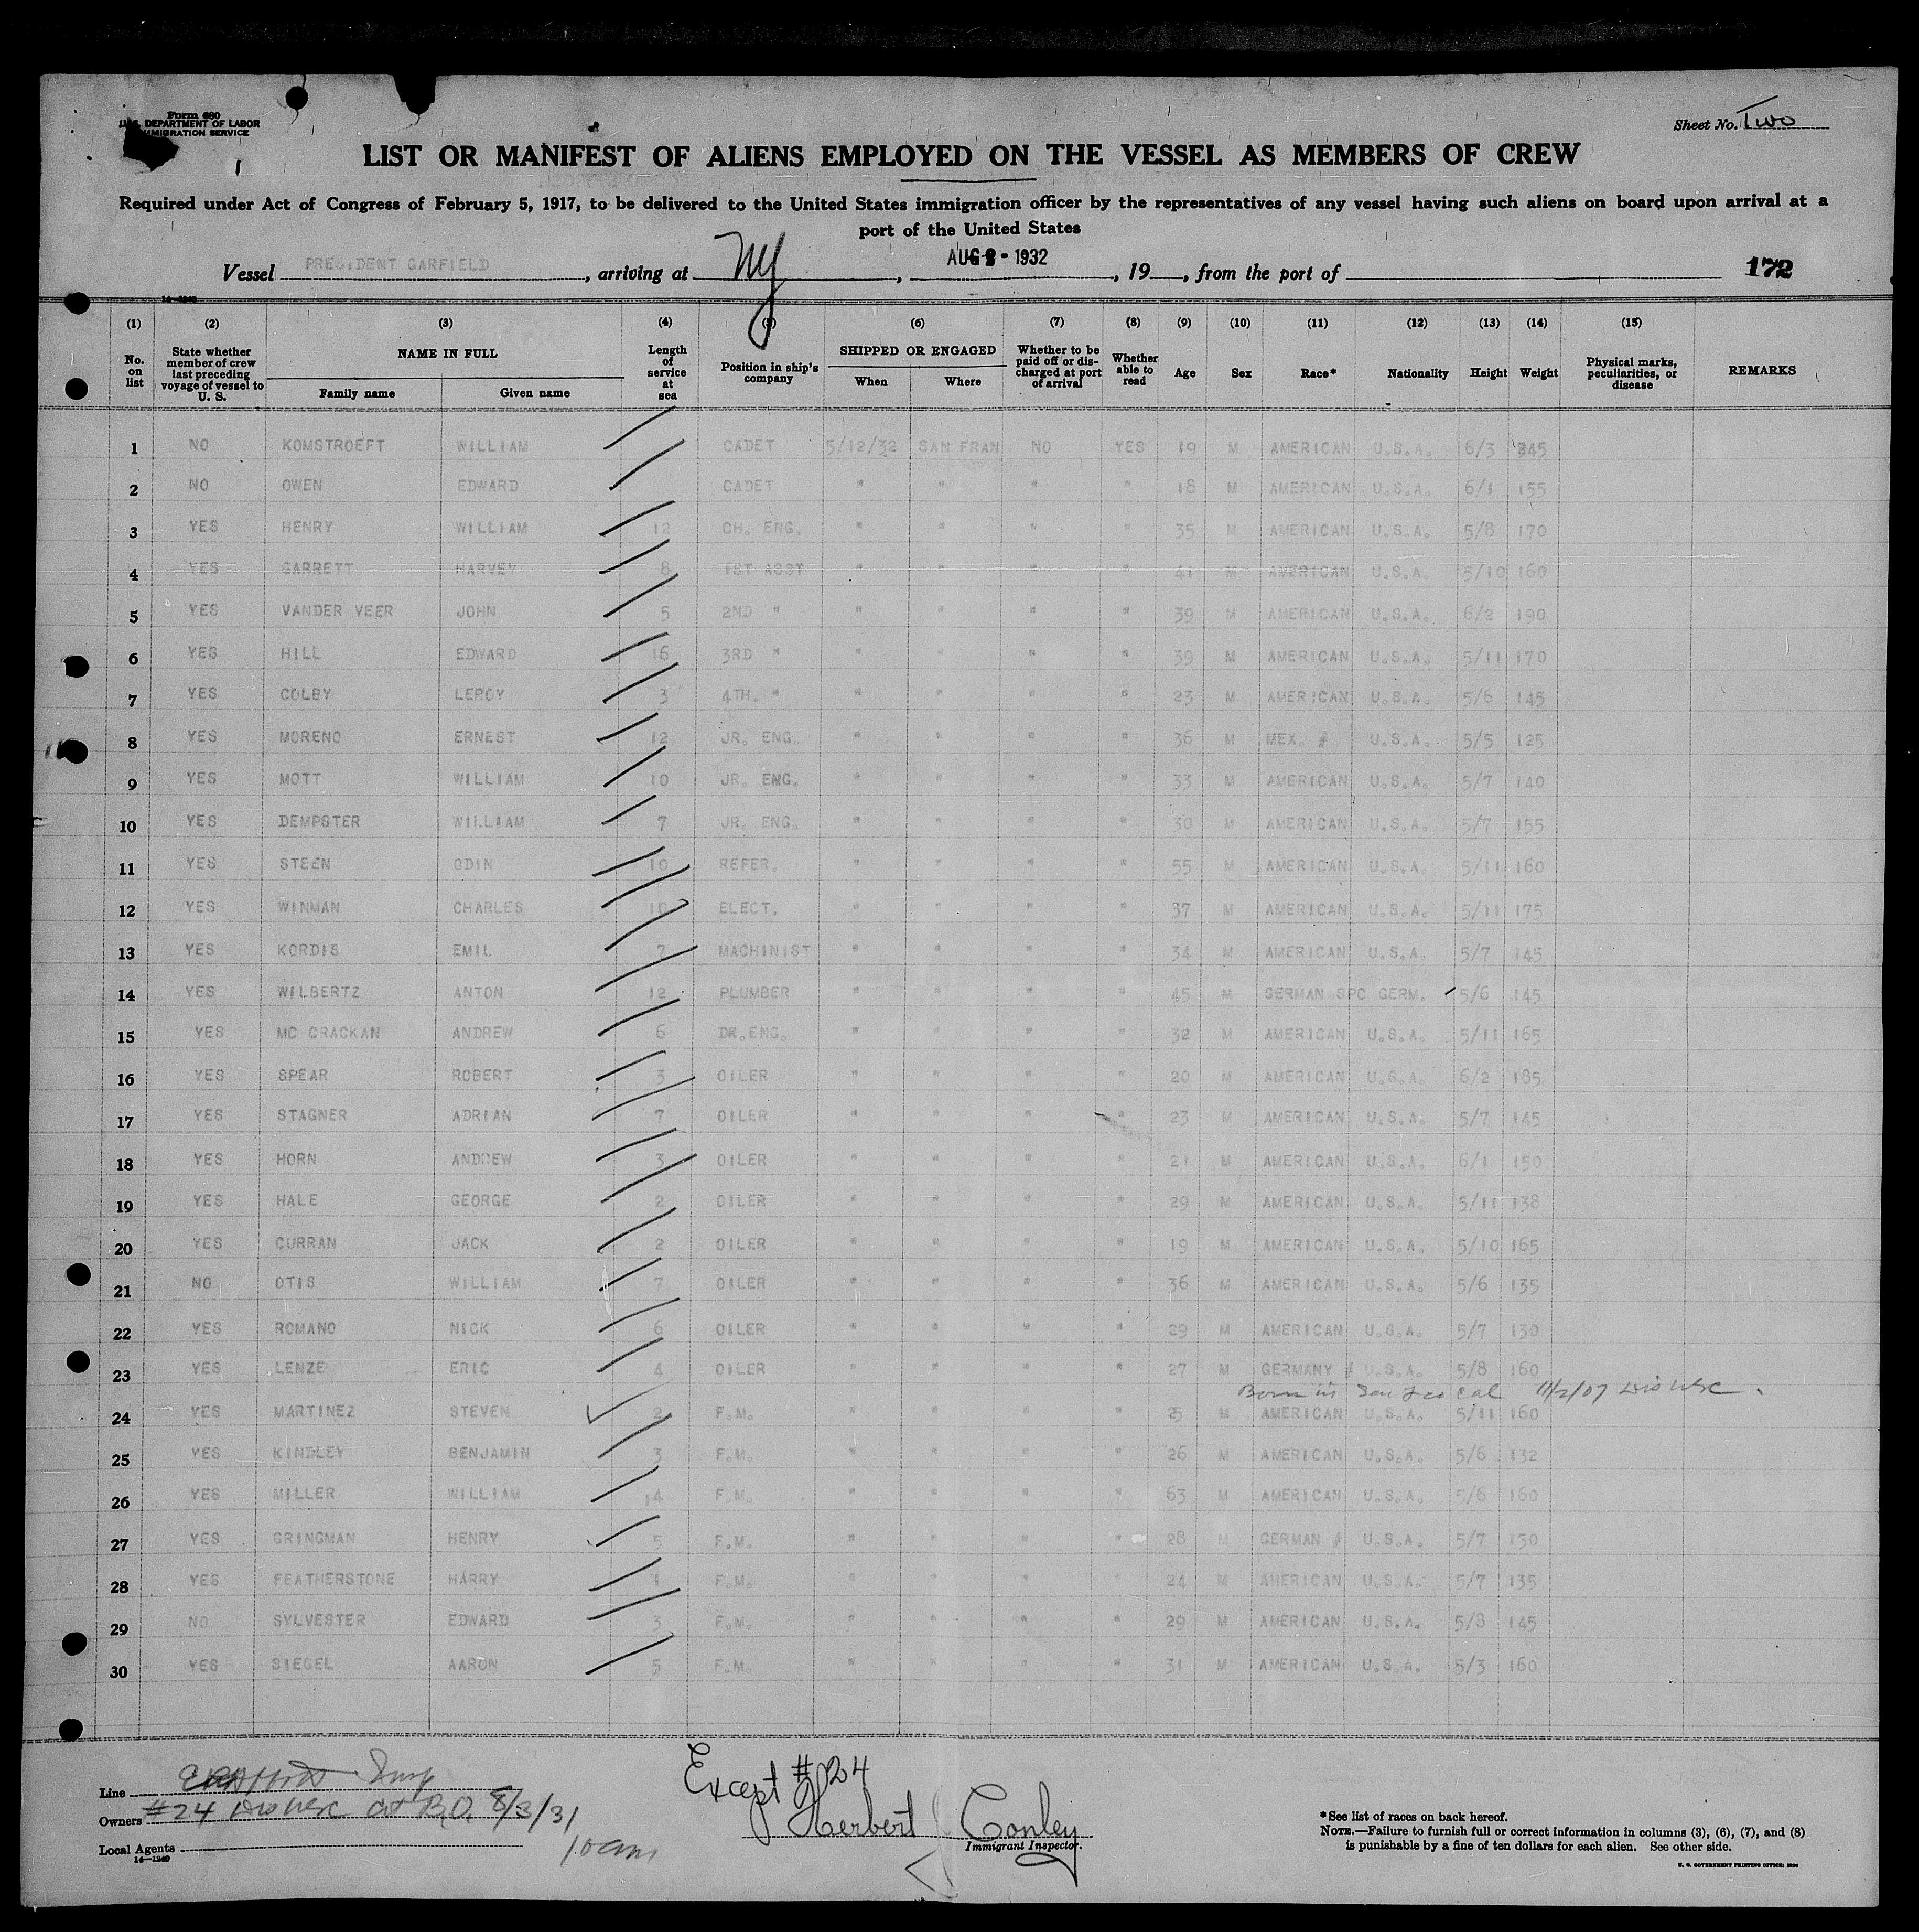 Form 680
U.S. DEPARTMENT OF LABOR
IMMIGRATION SERVICE
Sheet No. Two
LIST OR MANIFEST OF ALIENS EMPLOYED ON THE VESSEL AS MEMBERS OF CREW
Required under Act of Congress of February 5, 1917, to be delivered to the United States immigration officer by the representatives of any vessel having such aliens on board upon arrival at a
port of the United States
Vessel PRESIDENT GARFIELD, arriving at NY, AUG 2 - 1932, 19, from the port of 172
14—1240
(1) (2) (3) (4) (5) (6) (7) (8) (9) (10) (11) (12) (13) (14) (15)
No. on list State whether member of crew last preceding voyage of vessel to U. S. NAME IN FULL Family name Given name Length of service at sea Position in ship's company SHIPPED OR ENGAGED When Where Whether to be paid off or discharged at port of arrival Whether able to read Age Sex Race* Nationality Height Weight Physical marks, peculiarities, or disease REMARKS
1 NO KOMSTROEFT WILLIAM CADET 5/12/32 SAN FRAN NO YES 19 M AMERICAN U.S.A. 6/3 245
2 NO OWEN EDWARD CADET " " " " 18 M AMERICAN U.S.A. 6/1 155
3 YES HENRY WILLIAM 12 CH. ENG. " " " " 35 M AMERICAN U.S.A. 5/8 170
4 YES GARRETT HARVEY 8 1ST ASST " " " " 41 M AMERICAN U.S.A. 5/10 160
5 YES VANDER VEER JOHN 5 2ND " " " " " 39 M AMERICAN U.S.A. 6/2 190
6 YES HILL EDWARD 16 3RD " " " " " 39 M AMERICAN U.S.A. 5/11 170
7 YES COLBY LEROY 3 4TH. " " " " " 23 M AMERICAN U.S.A. 5/6 145
8 YES MORENO ERNEST 12 JR. ENG. " " " " 36 M MEX. # U.S.A. 5/5 125
9 YES MOTT WILLIAM 10 JR. ENG. " " " " 33 M AMERICAN U.S.A. 5/7 140
10 YES DEMPSTER WILLIAM 7 JR. ENG. " " " " 30 M AMERICAN U.S.A. 5/7 155
11 YES STEEN ODIN 10 REFER. " " " " 55 M AMERICAN U.S.A. 5/11 160
12 YES WINMAN CHARLES 10 ELECT. " " " " 37 M AMERICAN U.S.A. 5/11 175
13 YES KORDIS EMIL 7 MACHINIST " " " " 34 M AMERICAN U.S.A. 5/7 145
14 YES WILBERTZ ANTON 12 PLUMBER " " " " 45 M GERMAN SPC GERM. 5/6 145
15 YES MC CRACKAN ANDREW 6 DK.ENG. " " " " 32 M AMERICAN U.S.A. 5/11 165
16 YES SPEAR ROBERT 3 OILER " " " " 20 M AMERICAN U.S.A. 6/2 185
17 YES STAGNER ADRIAN 7 OILER " " " " 23 M AMERICAN U.S.A. 5/7 145
18 YES HORN ANDREW 3 OILER " " " " 21 M AMERICAN U.S.A. 6/1 150
19 YES HALE GEORGE 2 OILER " " " " 29 M AMERICAN U.S.A. 5/11 138
20 YES CURRAN JACK 2 OILER " " " " 19 M AMERICAN U.S.A. 5/10 165
21 NO OTIS WILLIAM 7 OILER " " " " 36 M AMERICAN U.S.A. 5/6 135
22 YES ROMANO NICK 6 OILER " " " " 29 M AMERICAN U.S.A. 5/7 130
23 YES LENZE ERIC 4 OILER " " " " 27 M GERMANY # U.S.A. 5/8 160
Born in San Fco Cal 11/2/07
24 YES MARTINEZ STEVEN 2 F.M. " " " " 25 M AMERICAN U.S.A. 5/11 160
25 YES KINDLEY BENJAMIN 3 F.M. " " " " 26 M AMERICAN U.S.A. 5/6 132
26 YES MILLER WILLIAM 14 F.M. " " " " 63 M AMERICAN U.S.A. 5/6 160
27 YES GRINGMAN HENRY 5 F.M. " " " " 28 M GERMAN # U.S.A. 5/7 150
28 YES FEATHERSTONE HARRY 1 F.M. " " " " 24 M AMERICAN U.S.A. 5/7 135
29 NO SYLVESTER EDWARD 3 F.M. " " " " 29 M AMERICAN U.S.A. 5/8 145
30 YES SIEGEL AARON 5 F.M. " " " " 31 M AMERICAN U.S.A. 5/3 160
Except #24
Line
Owners #24 at B.O. 8/3/31
10am
Local Agents
14—1240
Herbert J. Conley
Immigrant Inspector.
*See list of races on back hereof.
NOTE.—Failure to furnish full or correct information in columns (3), (6), (7), and (8)
is punishable by a fine of ten dollars for each alien. See other side.
U. S. GOVERNMENT PRINTING OFFICE: 1930